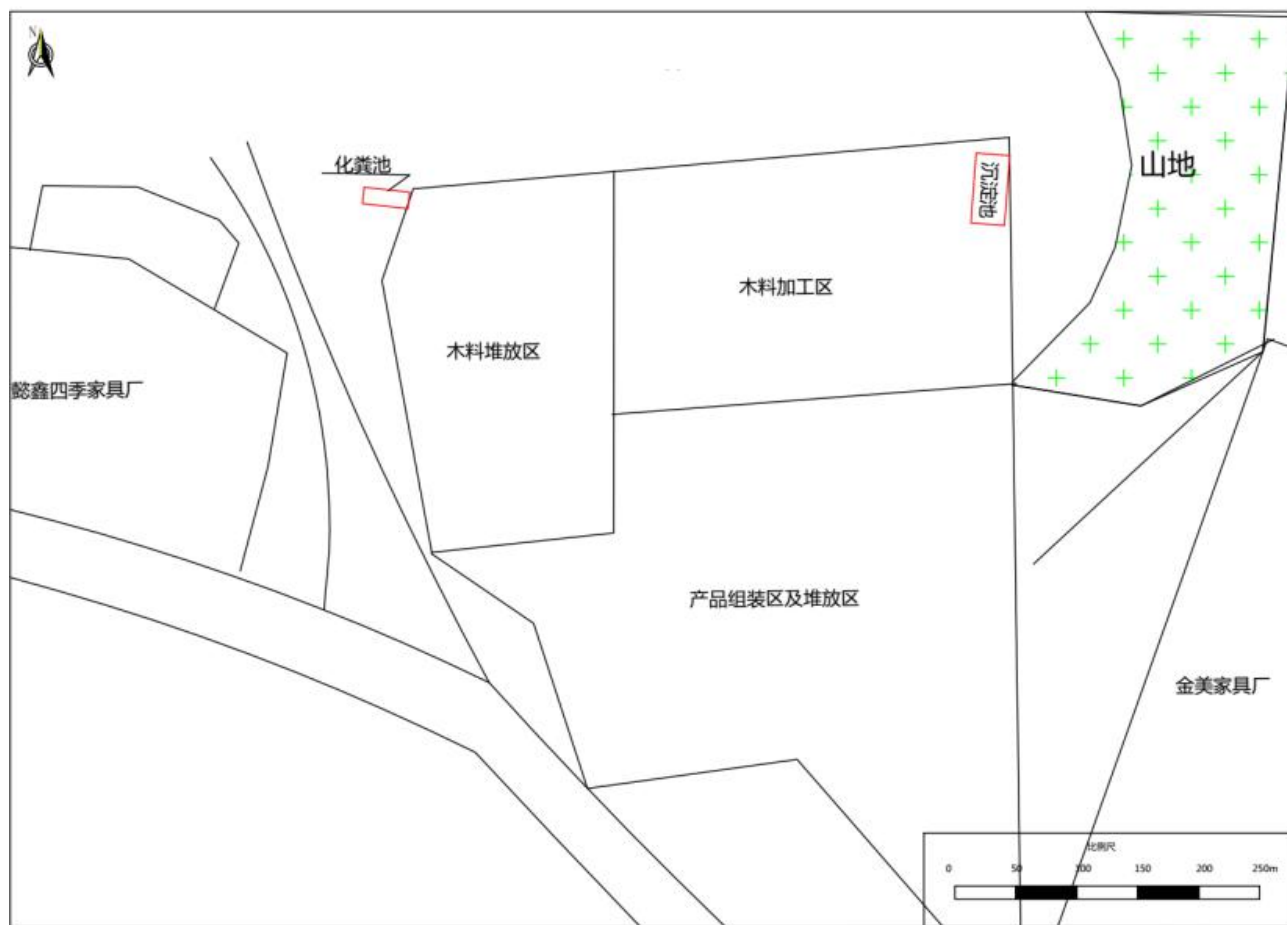 N
化粪池
沉淀池
山地
木料加工区
木料堆放区
懿鑫四季家具厂
产品组装区及堆放区
金美家具厂
比例尺
0 50 100 150 200 250m